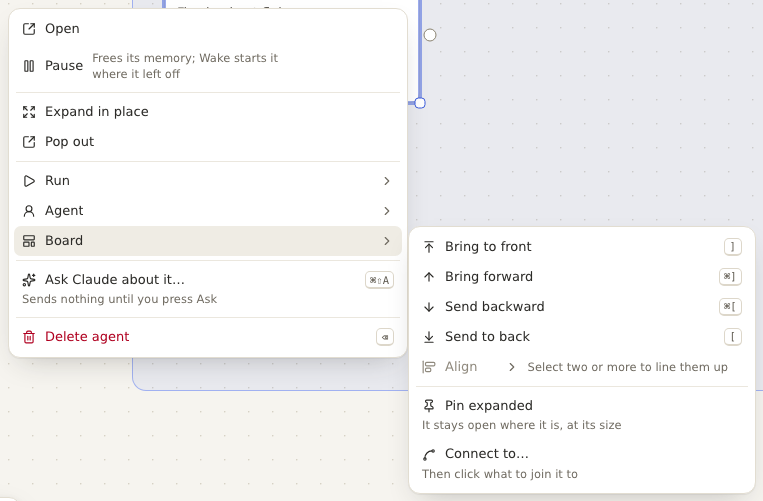 Open
Pause
Frees its memory; Wake starts it
where it left off
Expand in place
Pop out
Run
Agent
Board
Ask Claude about it…
⌘⇧A
Sends nothing until you press Ask
Delete agent
⌫
Bring to front
]
Bring forward
⌘]
Send backward
⌘[
Send to back
[
Align
Select two or more to line them up
Pin expanded
It stays open where it is, at its size
Connect to…
Then click what to join it to